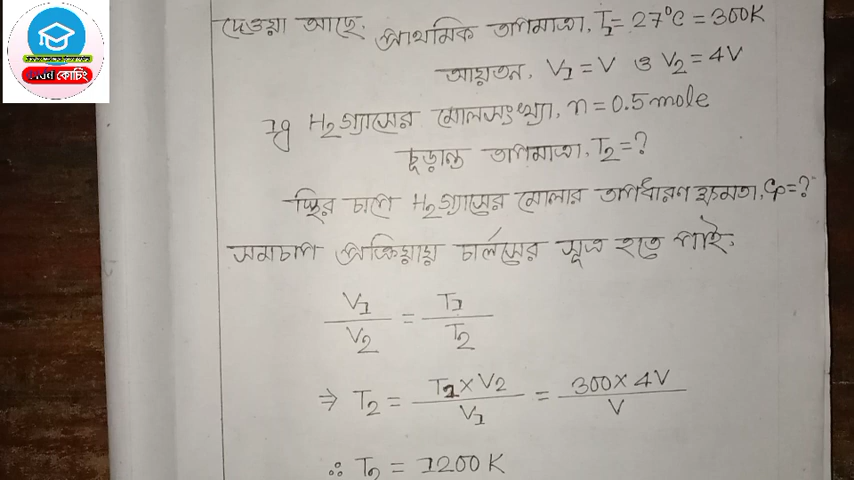 কোচিং
দেওয়া আছে, প্রাথমিক তাপমাত্রা, T₁= 27°C = 300K
আয়তন, V₁ = V ও V₂ = 4V
1g H₂ গ্যাসের মোলসংখ্যা, n = 0.5 mole
চূড়ান্ত তাপমাত্রা, T₂ = ?
স্থির চাপে H₂ গ্যাসের মোলার তাপধারণ ক্ষমতা, Cp = ?
সমচাপ প্রক্রিয়ায় চার্লসের সূত্র হতে পাই,
V₁/V₂ = T₁/T₂
⇒ T₂ = T₁ × V₂/V₁ = 300 × 4V/V
∴ T₂ = 1200 K